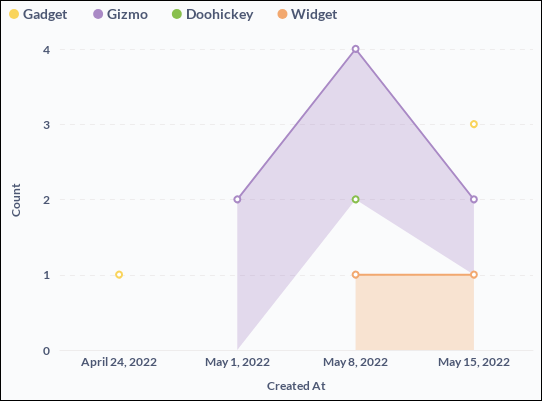 Gadget Gizmo Doohickey Widget
4
3
2
1
0
Count
April 24, 2022 May 1, 2022 May 8, 2022 May 15, 2022
Created At